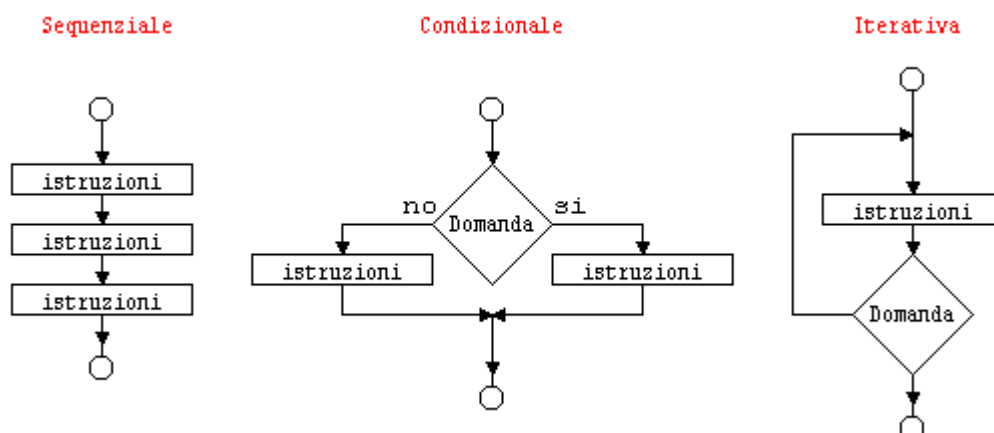 Sequenziale
istruzioni
istruzioni
istruzioni
Condizionale
no
Domanda
si
istruzioni
istruzioni
Iterativa
istruzioni
Domanda